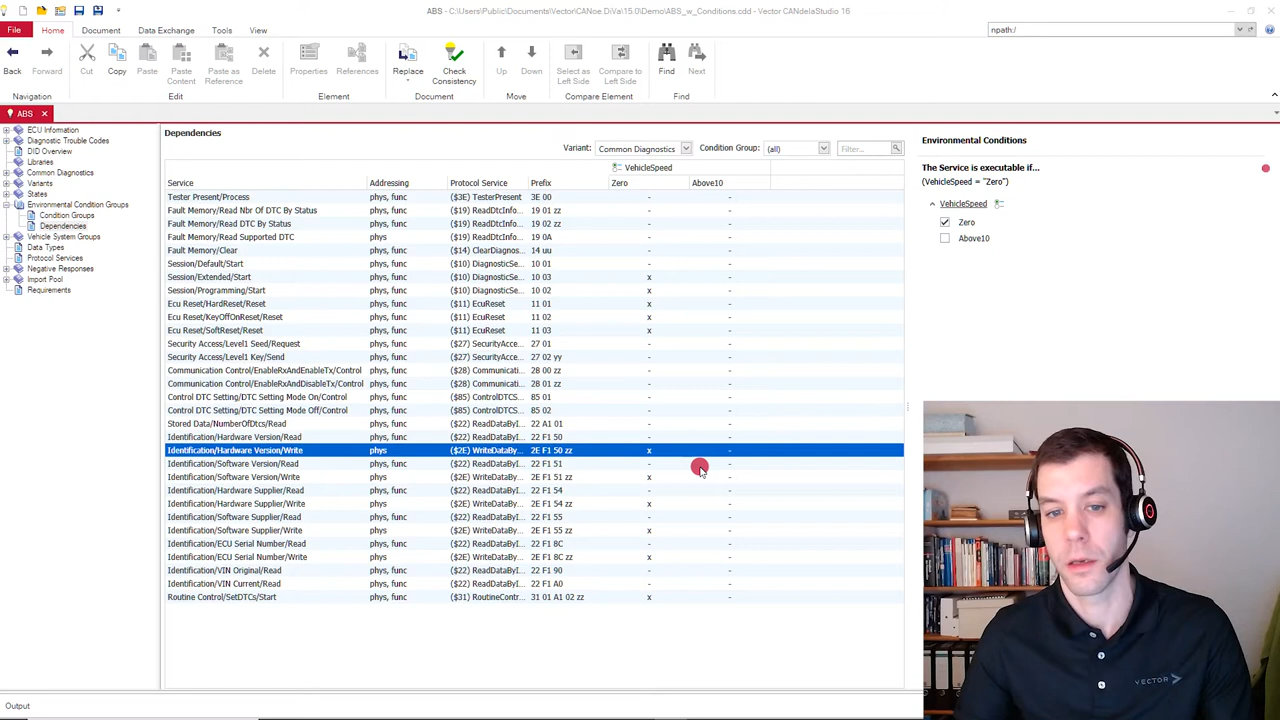 ABS - C:\Users\Public\Documents\Vector\CANoe.DiVa\15.0\Demo\ABS_w_Conditions.cdd - Vector CANdelaStudio 16
File Home Document Data Exchange Tools View
npath:/
Back Forward Cut Copy Paste Paste Content Paste as Reference Delete Properties References Replace Check Consistency Up Down Select as Left Side Compare to Left Side Find Next
Navigation Edit Element Document Move Compare Element Find
ABS
ECU Information
Diagnostic Trouble Codes
DID Overview
Libraries
Common Diagnostics
Variants
States
Environmental Condition Groups
Condition Groups
Dependencies
Vehicle System Groups
Data Types
Protocol Services
Negative Responses
Import Pool
Requirements
Dependencies
Variant: Common Diagnostics Condition Group: (all) Filter...
VehicleSpeed
Service Addressing Protocol Service Prefix Zero Above10
Tester Present/Process phys, func ($3E) TesterPresent 3E 00 - -
Fault Memory/Read Nbr Of DTC By Status phys, func ($19) ReadDtcInfo... 19 01 zz - -
Fault Memory/Read DTC By Status phys, func ($19) ReadDtcInfo... 19 02 zz - -
Fault Memory/Read Supported DTC phys ($19) ReadDtcInfo... 19 0A - -
Fault Memory/Clear phys, func ($14) ClearDiagnos... 14 uu - -
Session/Default/Start phys, func ($10) DiagnosticSe... 10 01 - -
Session/Extended/Start phys, func ($10) DiagnosticSe... 10 03 x -
Session/Programming/Start phys, func ($10) DiagnosticSe... 10 02 x -
Ecu Reset/HardReset/Reset phys, func ($11) EcuReset 11 01 x -
Ecu Reset/KeyOffOnReset/Reset phys, func ($11) EcuReset 11 02 x -
Ecu Reset/SoftReset/Reset phys, func ($11) EcuReset 11 03 x -
Security Access/Level1 Seed/Request phys, func ($27) SecurityAcce... 27 01 - -
Security Access/Level1 Key/Send phys, func ($27) SecurityAcce... 27 02 yy - -
Communication Control/EnableRxAndEnableTx/Control phys, func ($28) Communicati... 28 00 zz - -
Communication Control/EnableRxAndDisableTx/Control phys, func ($28) Communicati... 28 01 zz - -
Control DTC Setting/DTC Setting Mode On/Control phys, func ($85) ControlDTCS... 85 01 - -
Control DTC Setting/DTC Setting Mode Off/Control phys, func ($85) ControlDTCS... 85 02 - -
Stored Data/NumberOfDtcs/Read phys, func ($22) ReadDataByI... 22 A1 01 - -
Identification/Hardware Version/Read phys, func ($22) ReadDataByI... 22 F1 50 - -
Identification/Hardware Version/Write phys ($2E) WriteDataBy... 2E F1 50 zz x -
Identification/Software Version/Read phys, func ($22) ReadDataByI... 22 F1 51 - -
Identification/Software Version/Write phys ($2E) WriteDataBy... 2E F1 51 zz x -
Identification/Hardware Supplier/Read phys, func ($22) ReadDataByI... 22 F1 54 - -
Identification/Hardware Supplier/Write phys ($2E) WriteDataBy... 2E F1 54 zz x -
Identification/Software Supplier/Read phys, func ($22) ReadDataByI... 22 F1 55 - -
Identification/Software Supplier/Write phys ($2E) WriteDataBy... 2E F1 55 zz x -
Identification/ECU Serial Number/Read phys, func ($22) ReadDataByI... 22 F1 8C - -
Identification/ECU Serial Number/Write phys ($2E) WriteDataBy... 2E F1 8C zz x -
Identification/VIN Original/Read phys, func ($22) ReadDataByI... 22 F1 90 - -
Identification/VIN Current/Read phys, func ($22) ReadDataByI... 22 F1 A0 - -
Routine Control/SetDTCs/Start phys, func ($31) RoutineContr... 31 01 A1 02 zz x -
Environmental Conditions
The Service is executable if...
(VehicleSpeed = "Zero")
VehicleSpeed
Zero
Above10
VECTOR
Output